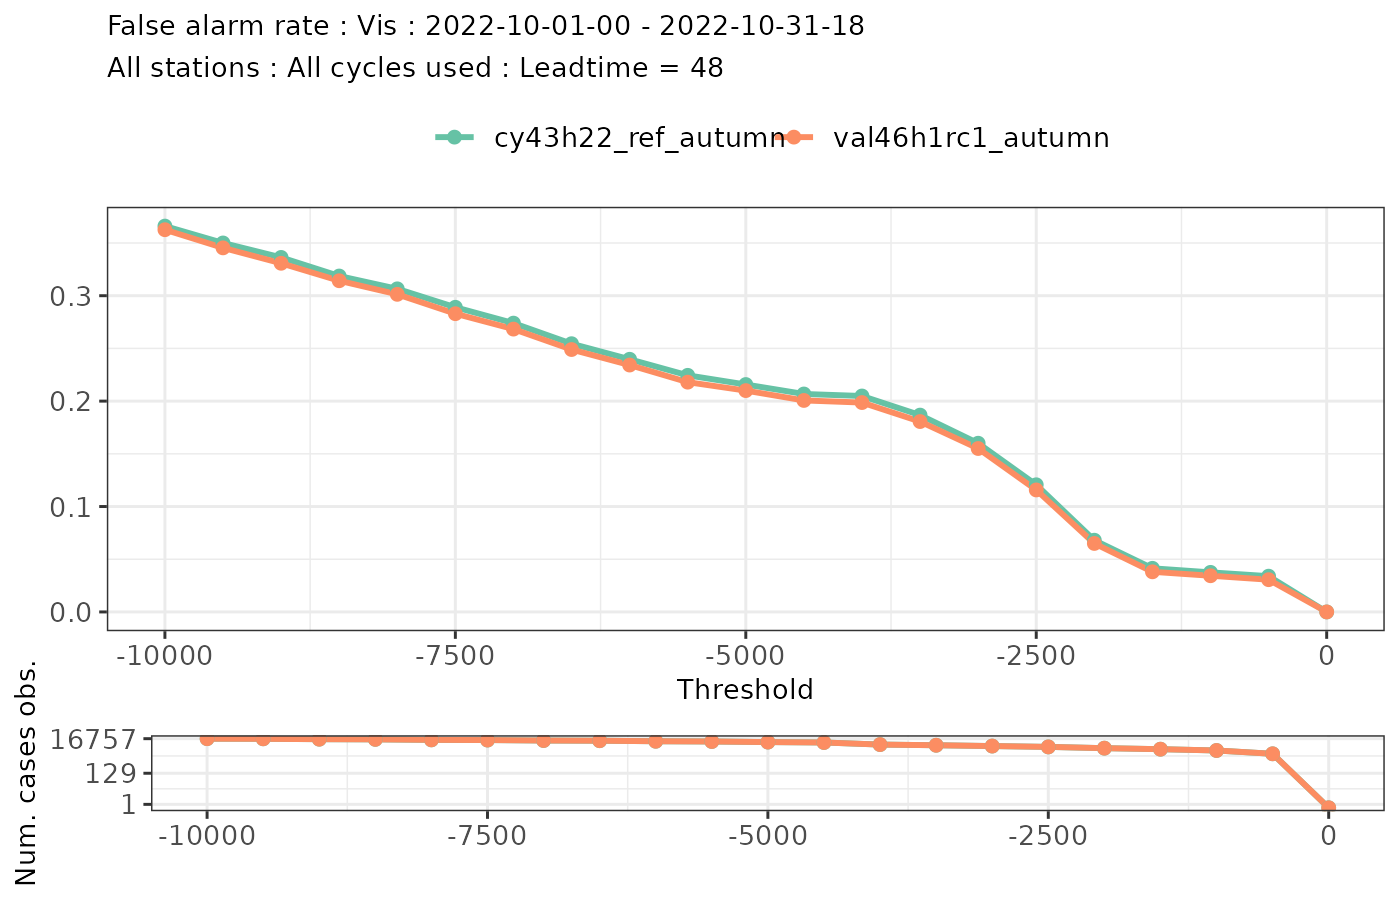 False alarm rate : Vis : 2022-10-01-00 - 2022-10-31-18
All stations : All cycles used : Leadtime = 48
cy43h22_ref_autumn val46h1rc1_autumn
0.3
0.2
0.1
0.0
-10000 -7500 -5000 -2500 0
Threshold
Num. cases obs.
16757
129
1
-10000 -7500 -5000 -2500 0